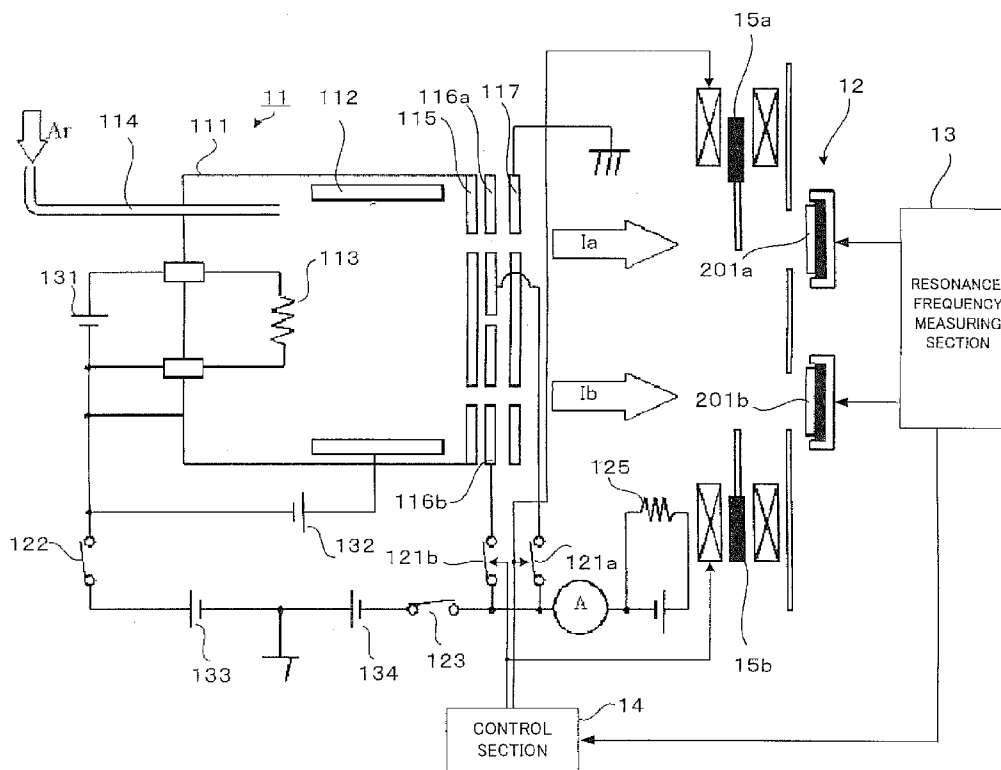 15a
12
117
116a
11
112
115
Ar
114
111
13
Ia
201a
RESONANCE
FREQUENCY
MEASURING
SECTION
131
113
Ib
201b
125
116b
132
122
121b
121a
A
123
133
134
15b
14
CONTROL
SECTION